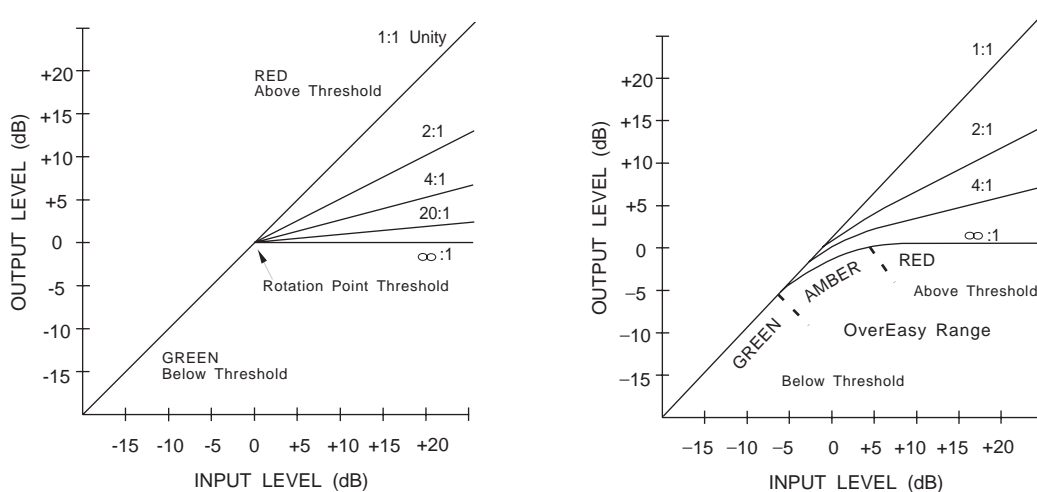 1:1 Unity
RED
Above Threshold
+20
+15
2:1
+10
4:1
+5
20:1
0
∞:1
-5
Rotation Point Threshold
-10
GREEN
Below Threshold
-15
-15 -10 -5 0 +5 +10 +15 +20
INPUT LEVEL (dB)
OUTPUT LEVEL (dB)
1:1
+20
+15
2:1
+10
4:1
+5
∞:1
0
RED
AMBER
Above Threshold
−5
OverEasy Range
−10
GREEN
Below Threshold
−15
−15 −10 −5 0 +5 +10 +15 +20
INPUT LEVEL (dB)
OUTPUT LEVEL (dB)